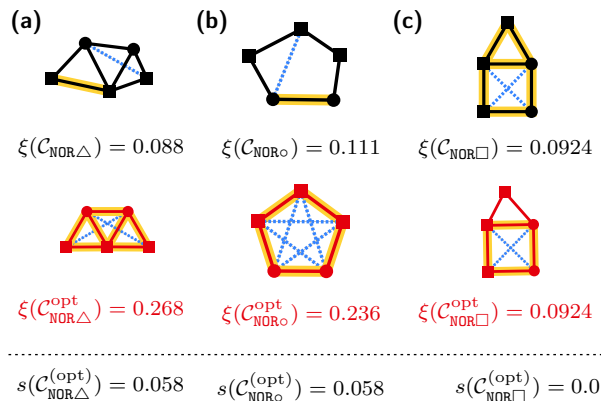 (a) (b) (c)
ξ(𝒞_NOR△) = 0.088 ξ(𝒞_NOR○) = 0.111 ξ(𝒞_NOR□) = 0.0924
ξ(𝒞^opt_NOR△) = 0.268 ξ(𝒞^opt_NOR○) = 0.236 ξ(𝒞^opt_NOR□) = 0.0924
s(𝒞^(opt)_NOR△) = 0.058 s(𝒞^(opt)_NOR○) = 0.058 s(𝒞^(opt)_NOR□) = 0.0